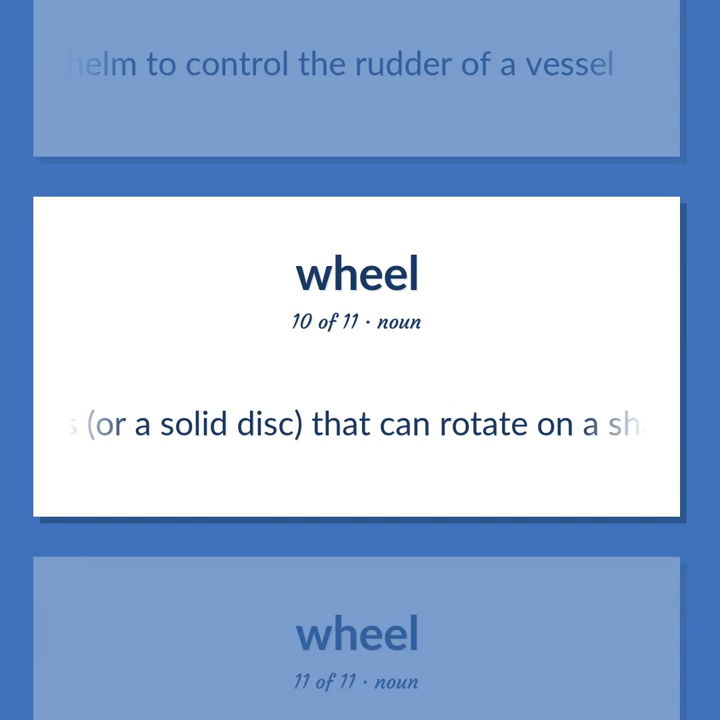 helm to control the rudder of a vessel
wheel
10 of 11 · noun
(or a solid disc) that can rotate on a
wheel
11 of 11 · noun